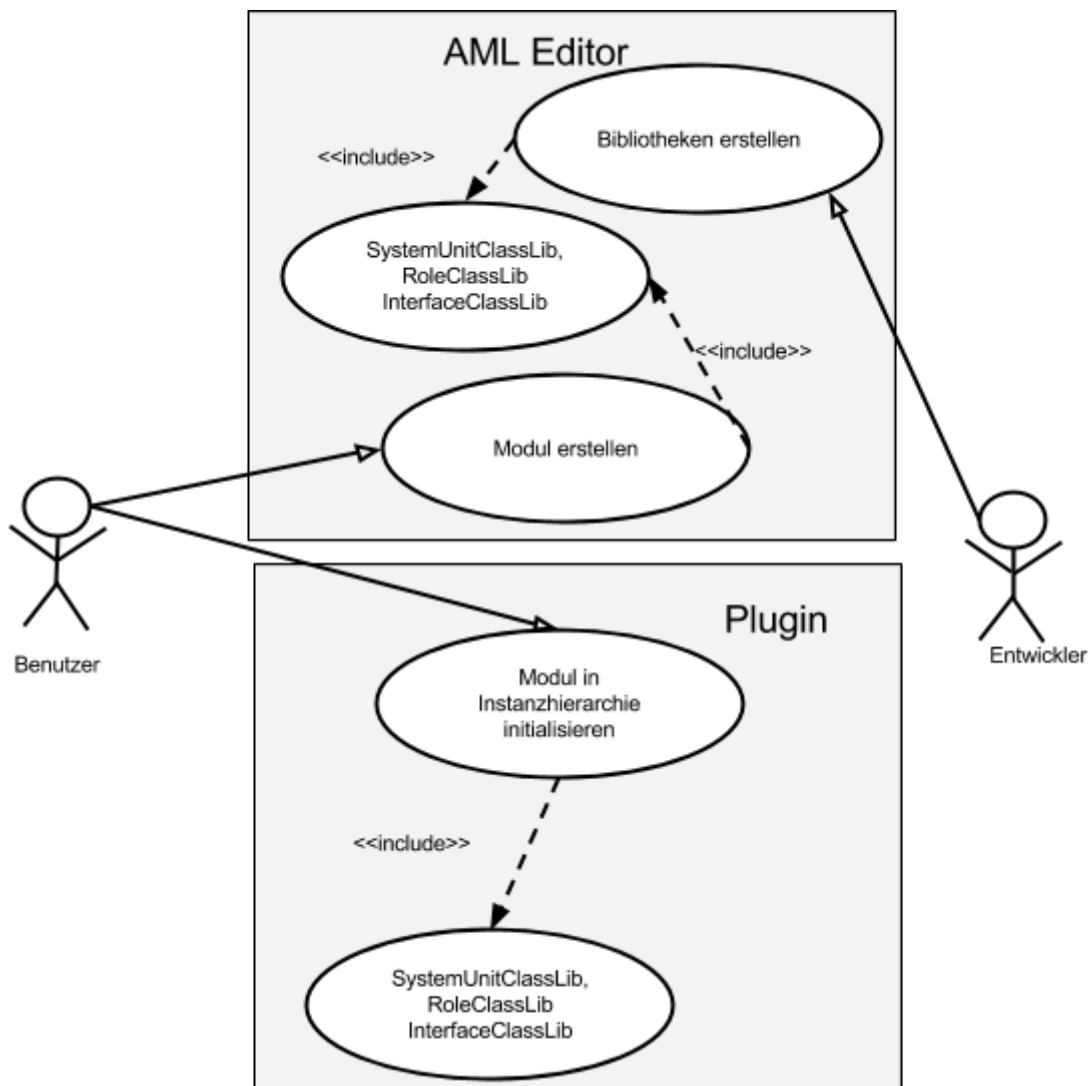 AML Editor
Bibliotheken erstellen
<<include>>
SystemUnitClassLib,
RoleClassLib
InterfaceClassLib
<<include>>
Modul erstellen
Benutzer
Entwickler
Plugin
Modul in
Instanzhierarchie
initialisieren
<<include>>
SystemUnitClassLib,
RoleClassLib
InterfaceClassLib